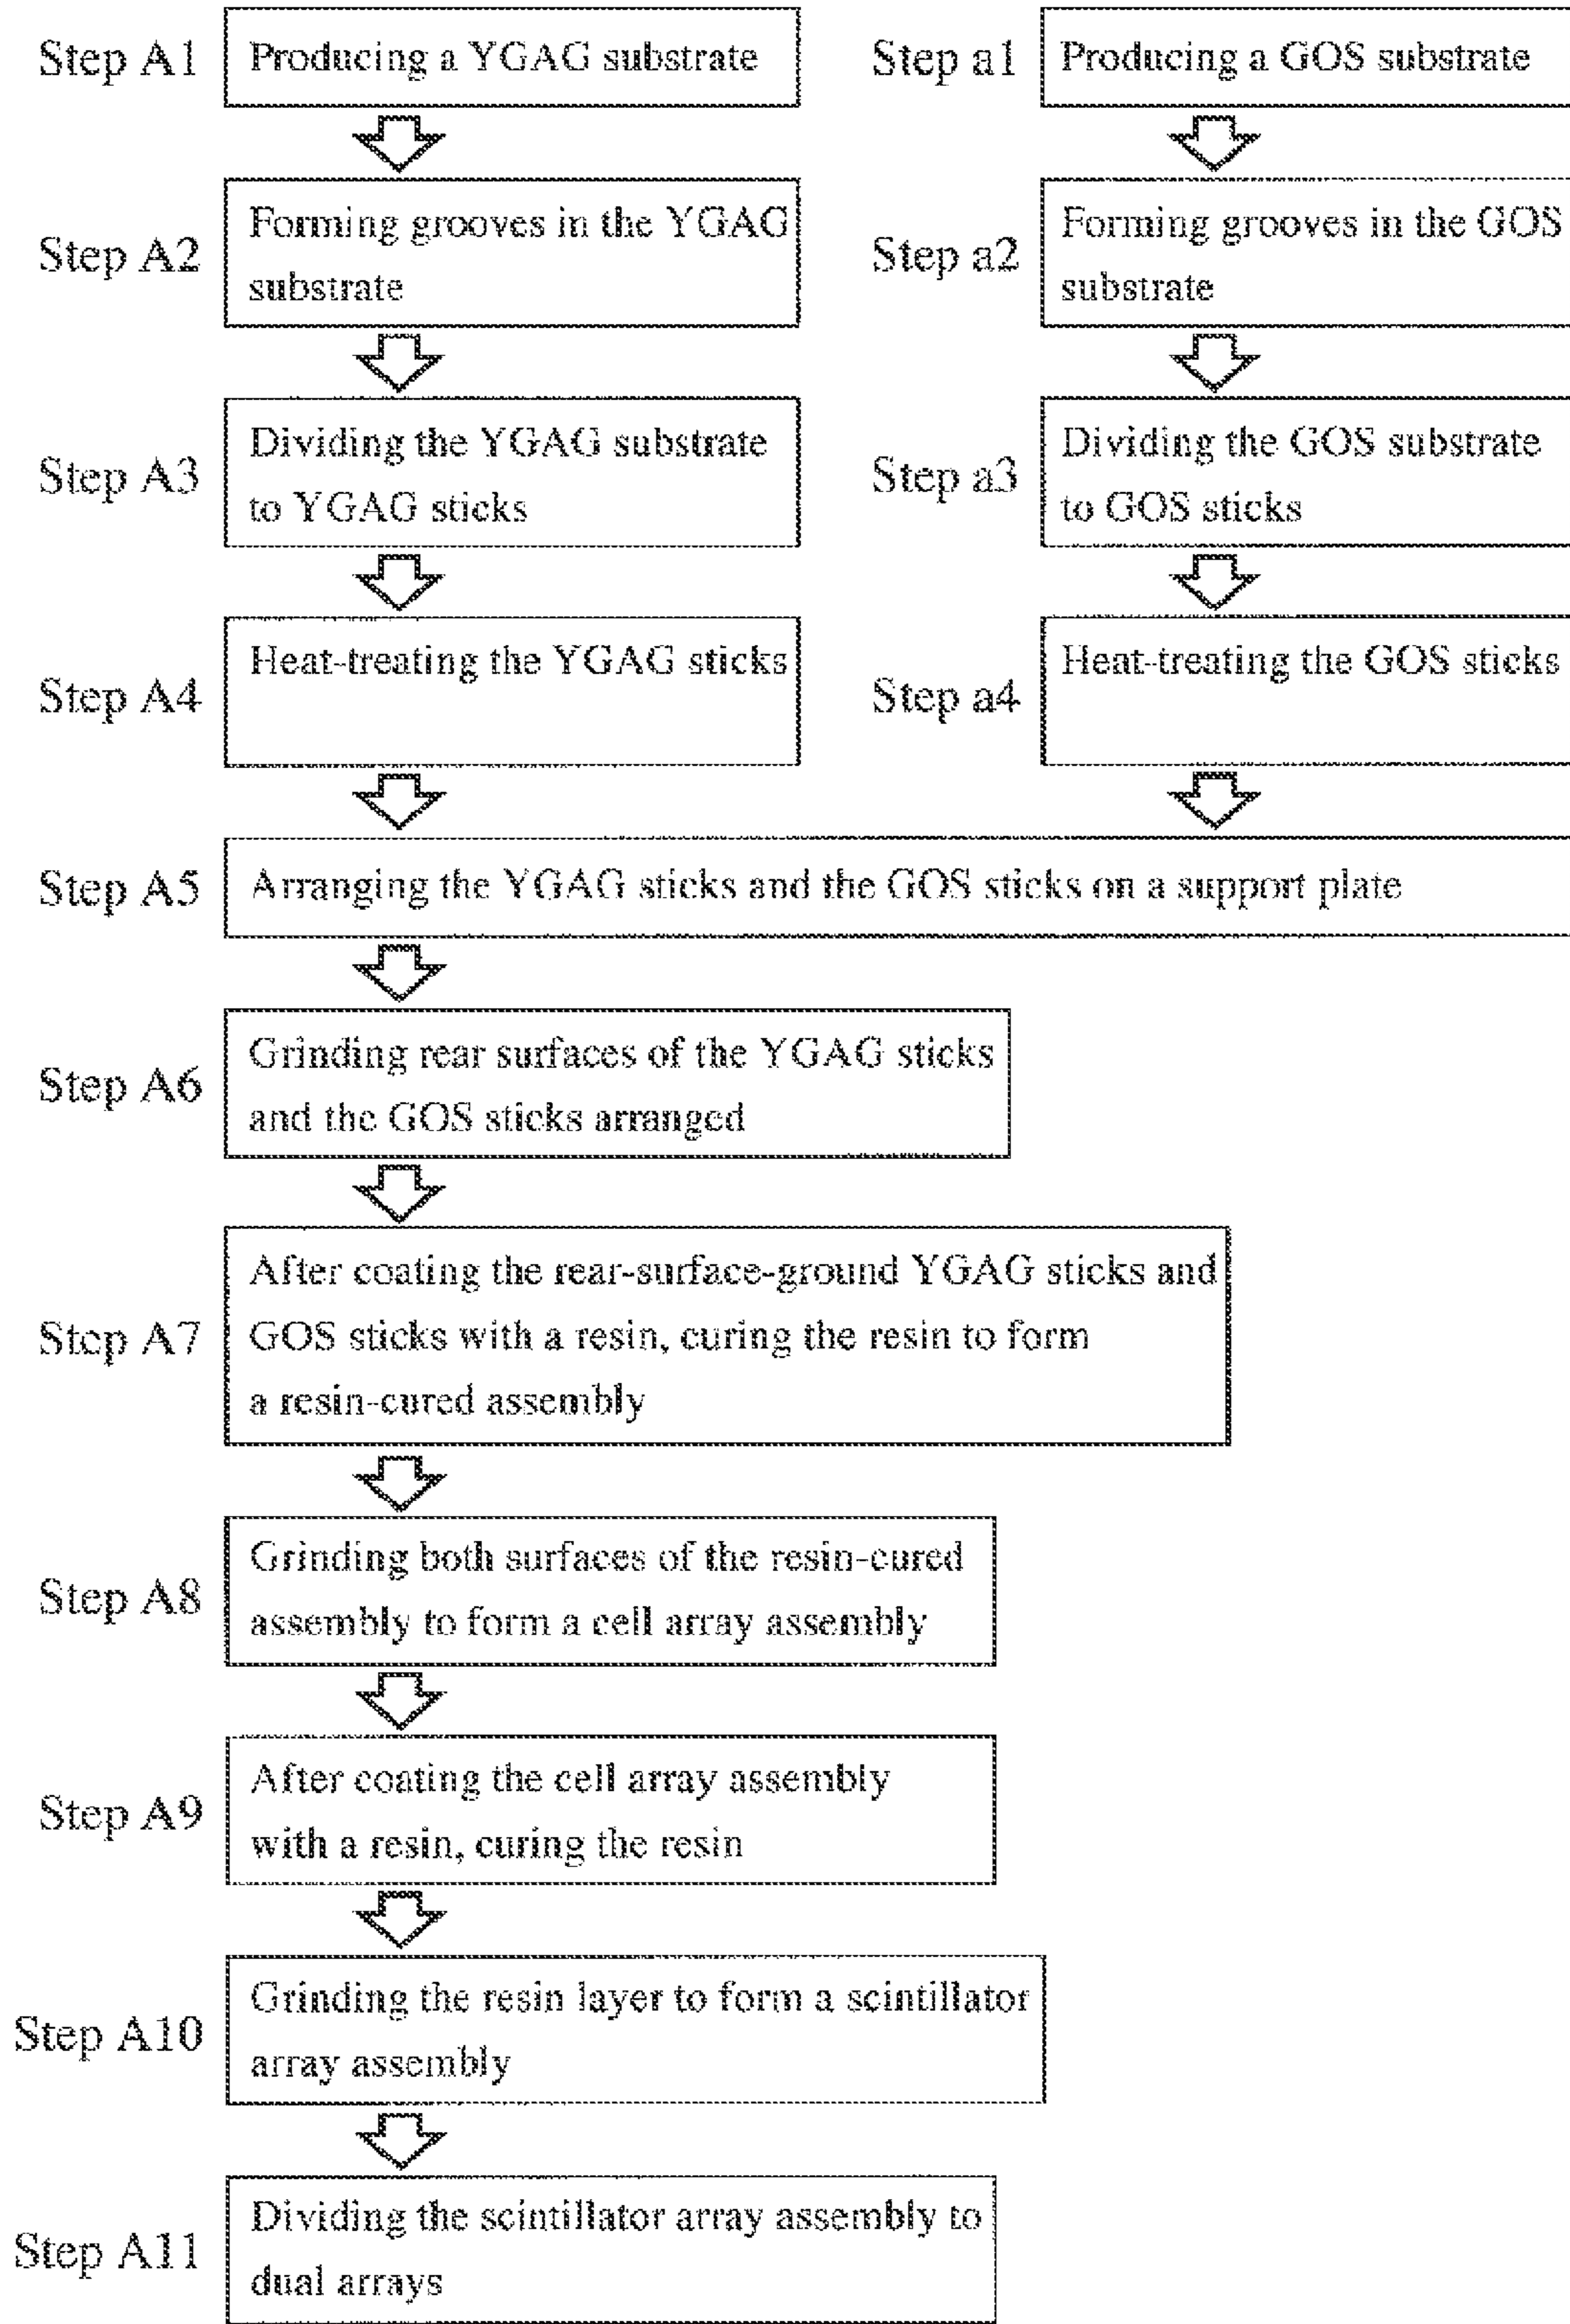 Step A1
Producing a YGAG substrate
Step a1
Producing a GOS substrate
Step A2
Forming grooves in the YGAG
substrate
Step a2
Forming grooves in the GOS
substrate
Step A3
Dividing the YGAG substrate
to YGAG sticks
Step a3
Dividing the GOS substrate
to GOS sticks
Step A4
Heat-treating the YGAG sticks
Step a4
Heat-treating the GOS sticks
Step A5
Arranging the YGAG sticks and the GOS sticks on a support plate
Step A6
Grinding rear surfaces of the YGAG sticks
and the GOS sticks arranged
Step A7
After coating the rear-surface-ground YGAG sticks and
GOS sticks with a resin, curing the resin to form
a resin-cured assembly
Step A8
Grinding both surfaces of the resin-cured
assembly to form a cell array assembly
Step A9
After coating the cell array assembly
with a resin, curing the resin
Step A10
Grinding the resin layer to form a scintillator
array assembly
Step A11
Dividing the scintillator array assembly to
dual arrays